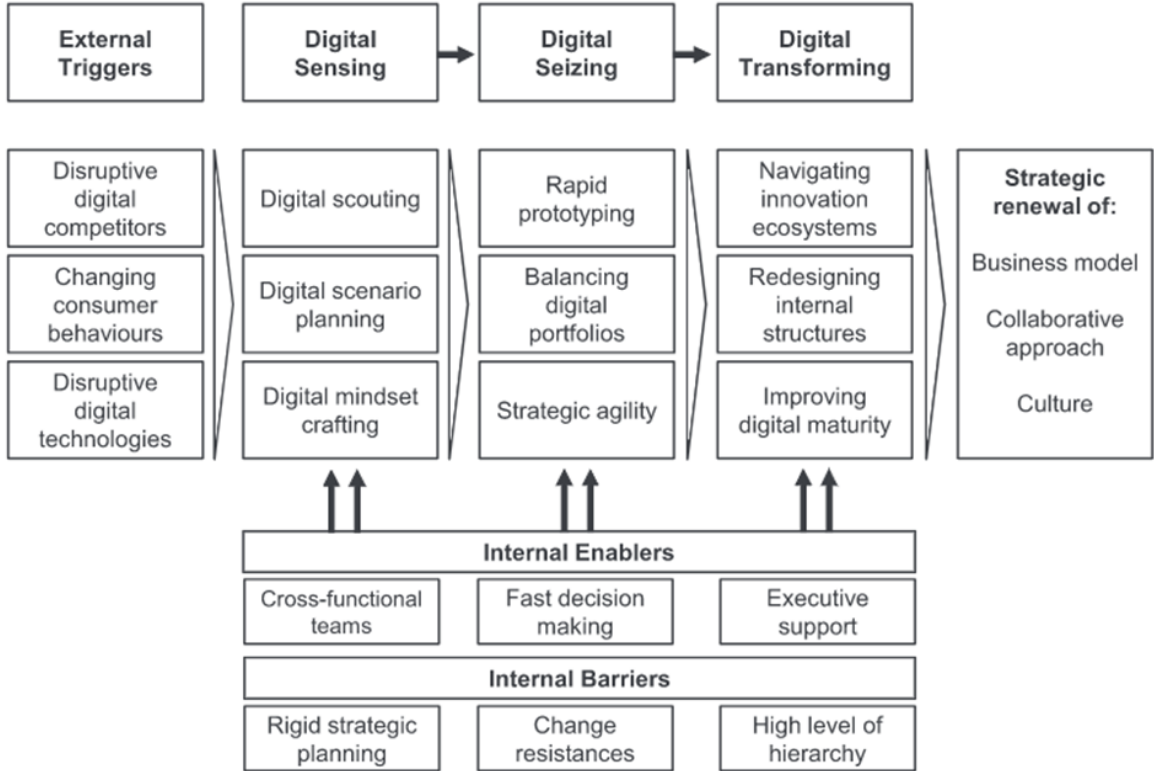 External
Triggers
Digital
Sensing
Digital
Seizing
Digital
Transforming
Disruptive
digital
competitors
Changing
consumer
behaviours
Disruptive
digital
technologies
Digital scouting
Digital scenario
planning
Digital mindset
crafting
Rapid
prototyping
Balancing
digital
portfolios
Strategic agility
Navigating
innovation
ecosystems
Redesigning
internal
structures
Improving
digital maturity
Strategic
renewal of:
Business model
Collaborative
approach
Culture
Internal Enablers
Cross-functional
teams
Fast decision
making
Executive
support
Internal Barriers
Rigid strategic
planning
Change
resistances
High level of
hierarchy